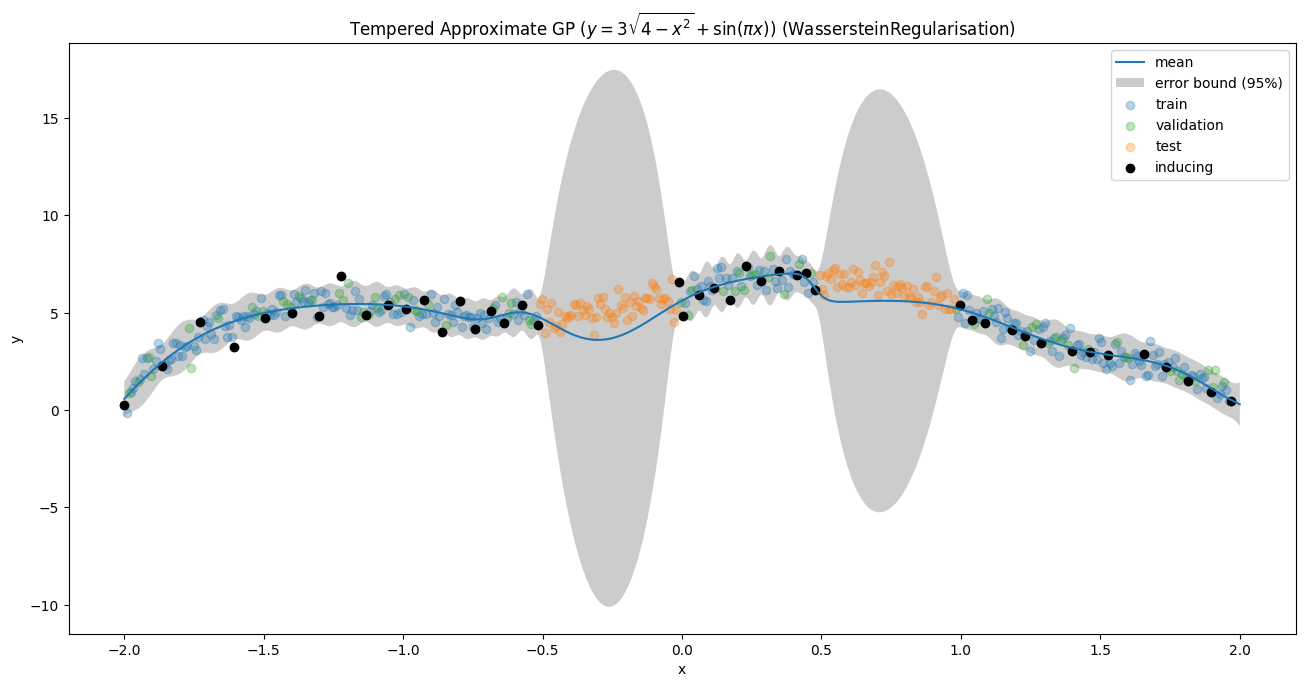 Tempered Approximate GP (y = 3√4 − x² + sin(πx)) (WassersteinRegularisation)
mean
error bound (95%)
train
validation
test
inducing
15
10
5
0
−5
−10
y
−2.0 −1.5 −1.0 −0.5 0.0 0.5 1.0 1.5 2.0
x